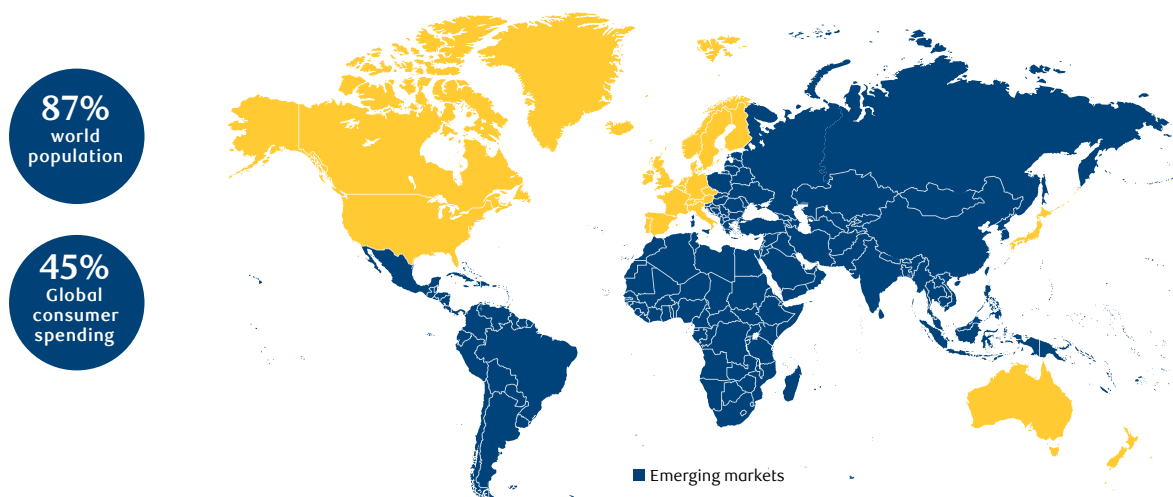 87%
world
population
45%
Global
consumer
spending
Emerging markets